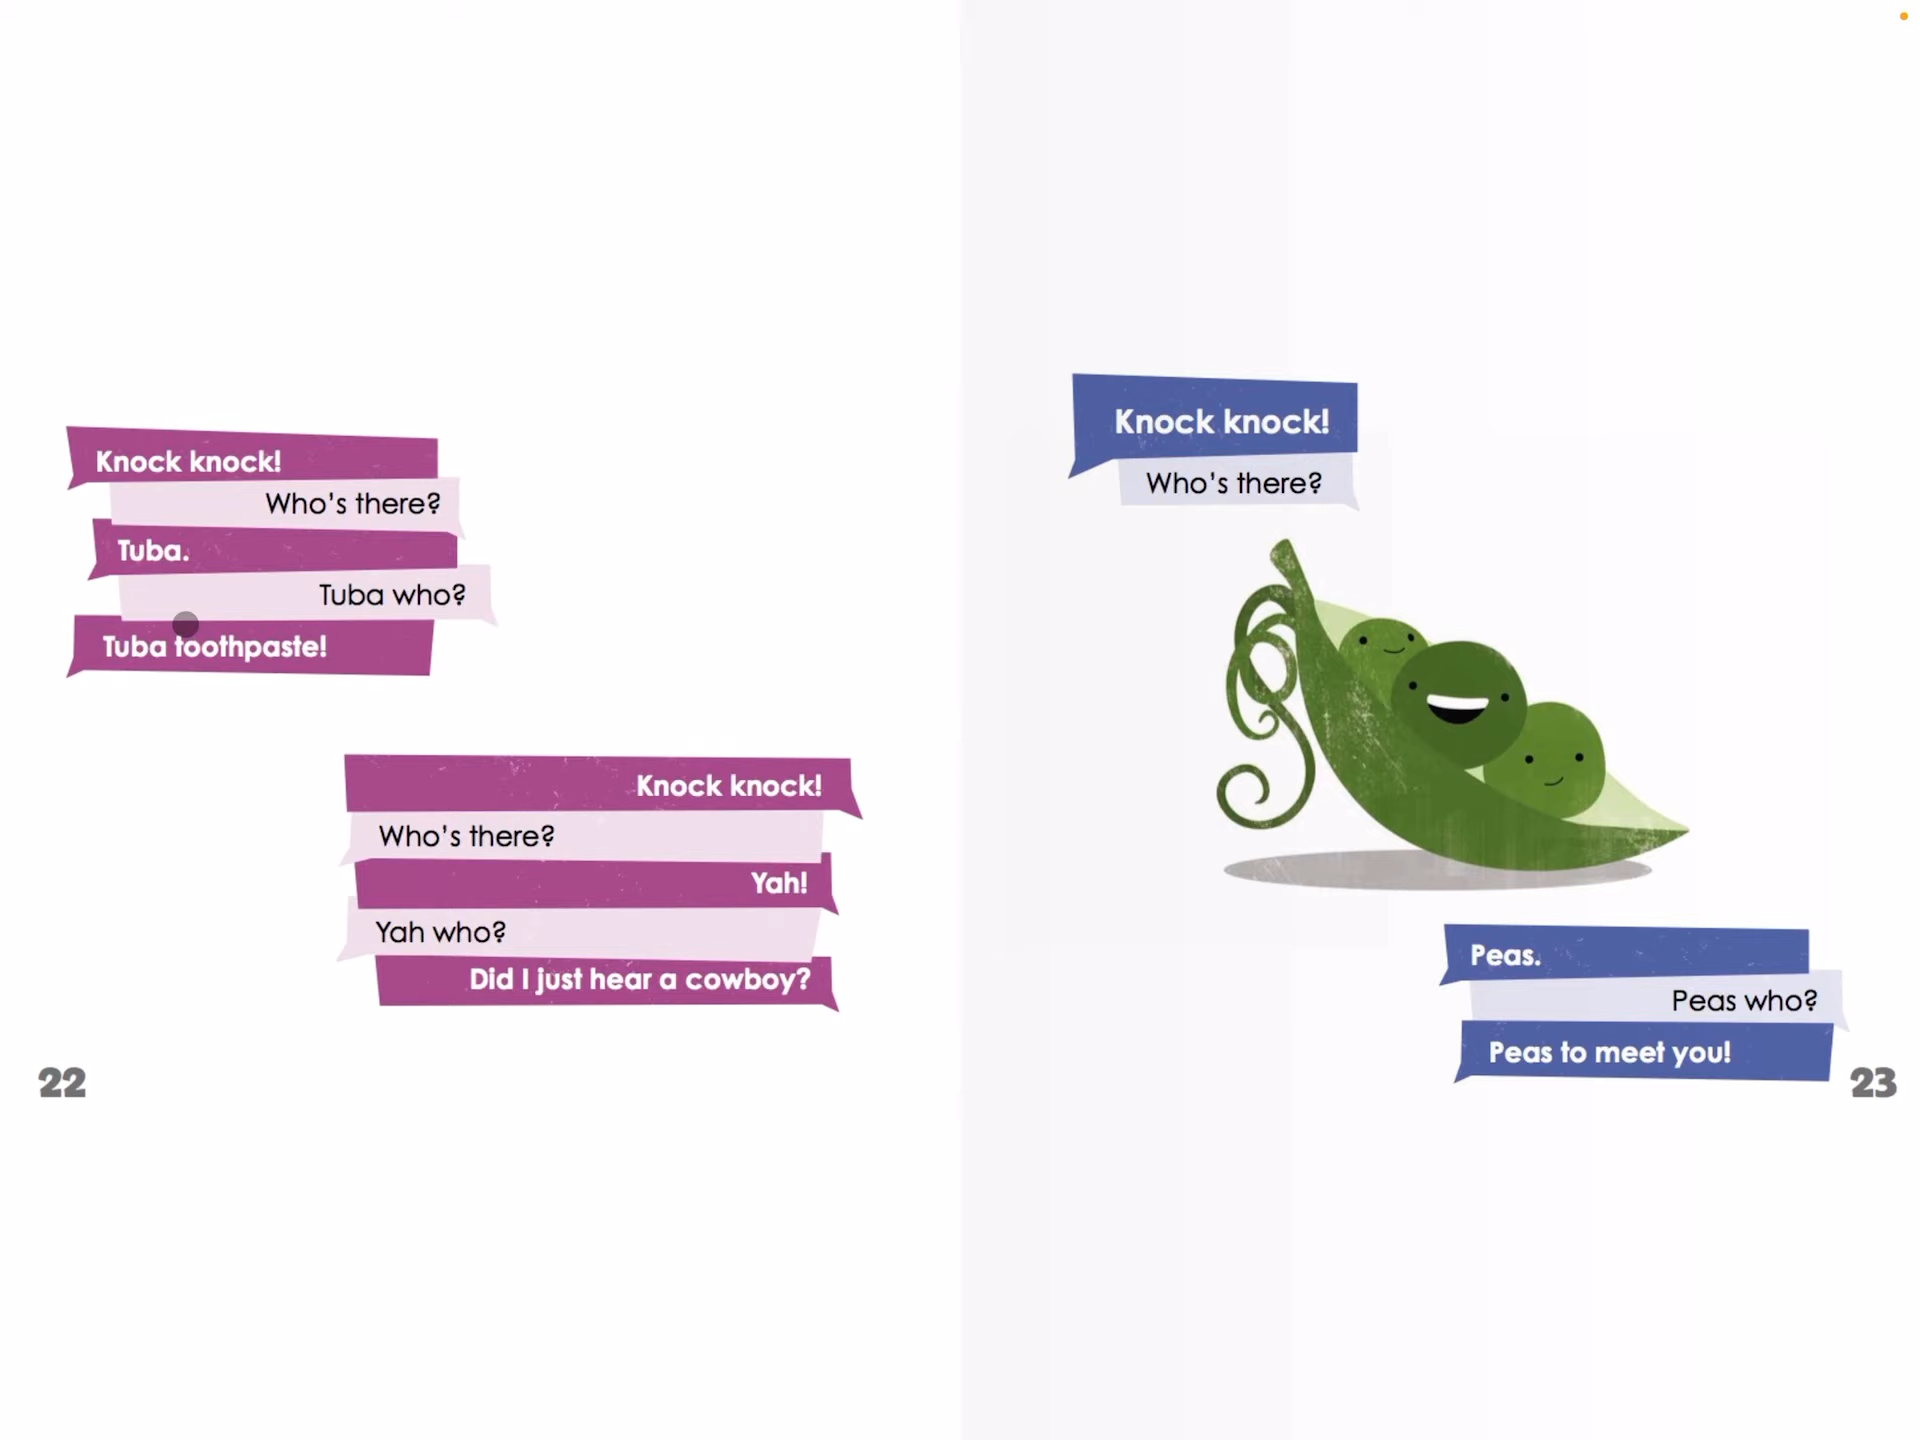 Knock knock!
Who's there?
Tuba.
Tuba who?
Tuba toothpaste!
Knock knock!
Who's there?
Yah!
Yah who?
Did I just hear a cowboy?
22
Knock knock!
Who's there?
Peas.
Peas who?
Peas to meet you!
23